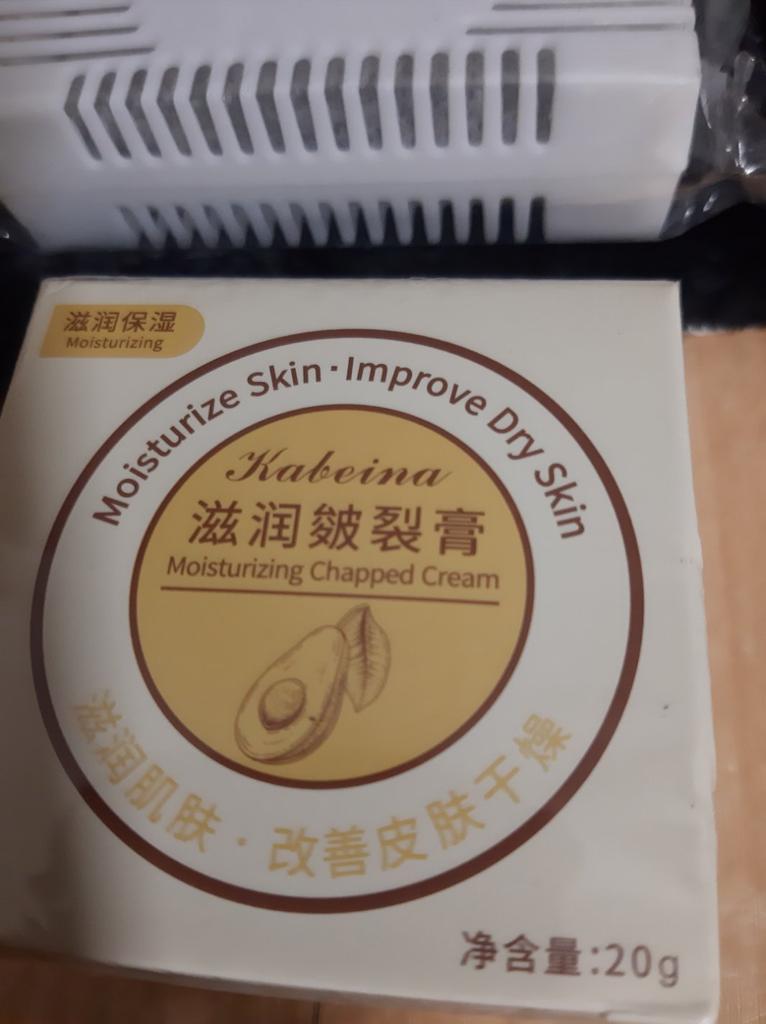 滋润保湿
Moisturizing
Moisturize Skin·Improve Dry Skin
Kabeina
滋润皴裂膏
Moisturizing Chapped Cream
滋润肌肤·改善皮肤干燥
净含量:20g